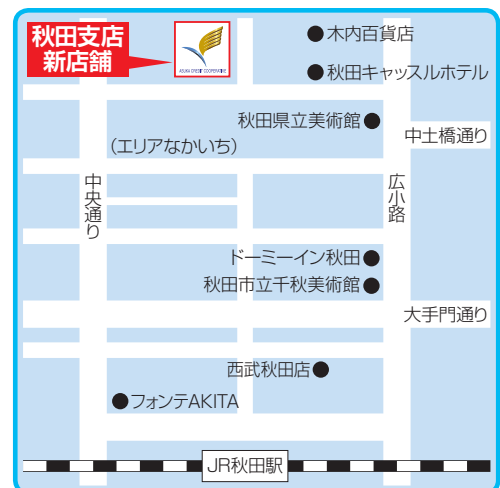 秋田支店
新店舗
ASUKA CREDIT COOPERATIVE
木内百貨店
秋田キャッスルホテル
秋田県立美術館
(エリアなかいち)
中土橋通り
中央通り
広小路
ドーミーイン秋田
秋田市立千秋美術館
大手門通り
西武秋田店
フォンテAKITA
JR秋田駅